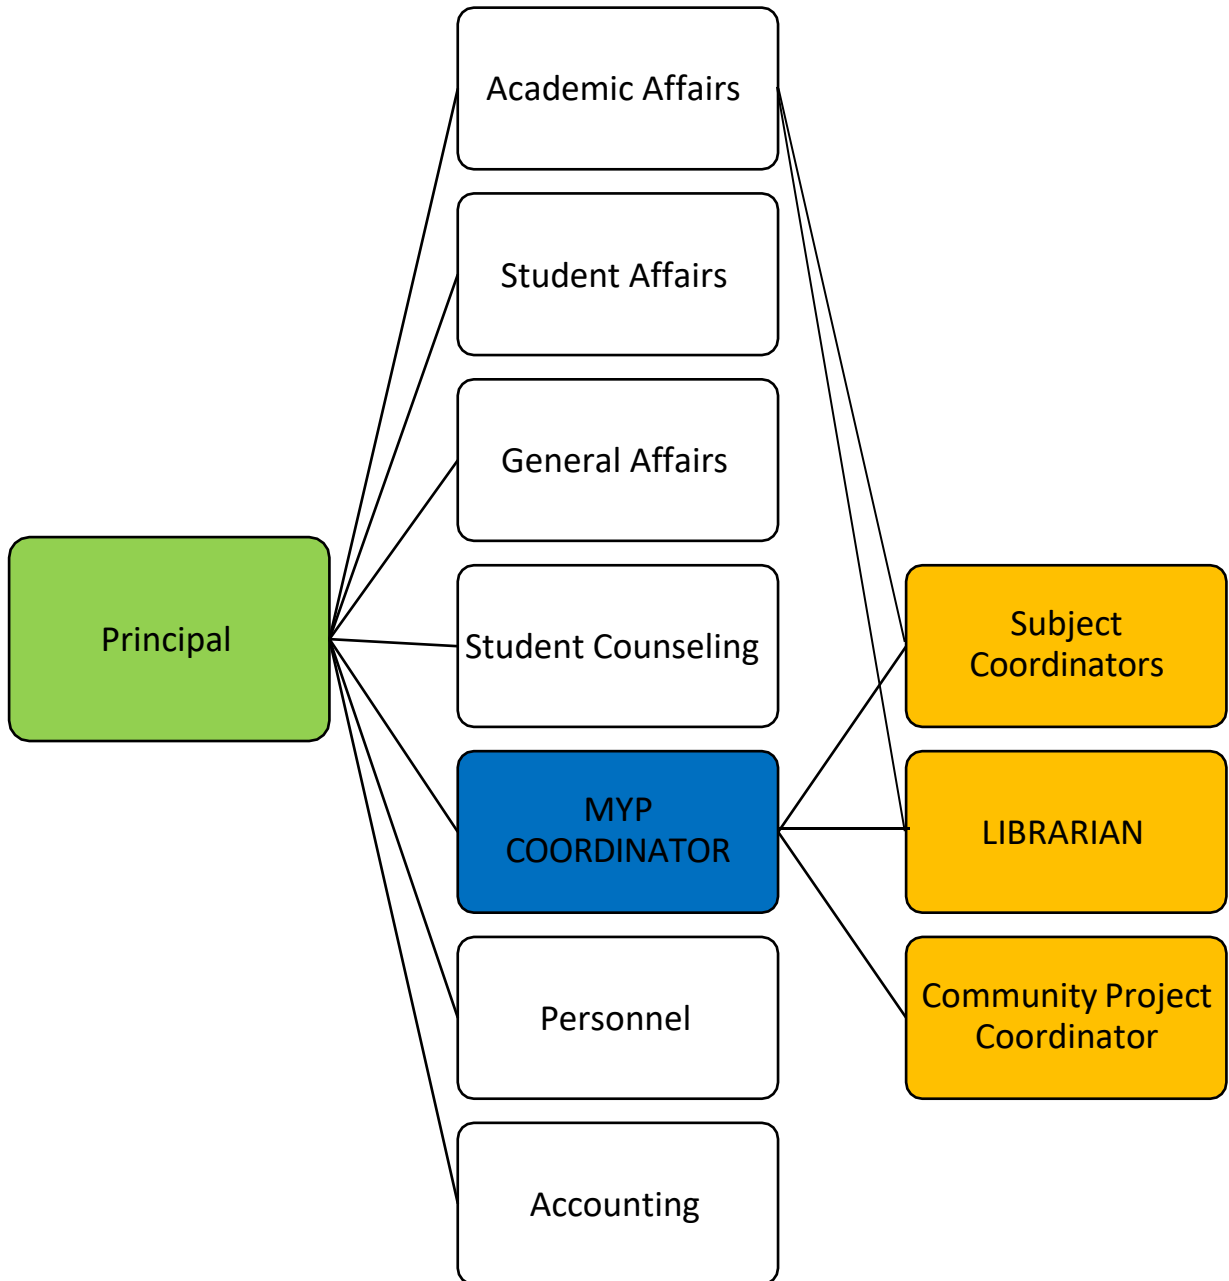 Principal
Academic Affairs
Student Affairs
General Affairs
Student Counseling
MYP
COORDINATOR
Personnel
Accounting
Subject
Coordinators
LIBRARIAN
Community Project
Coordinator